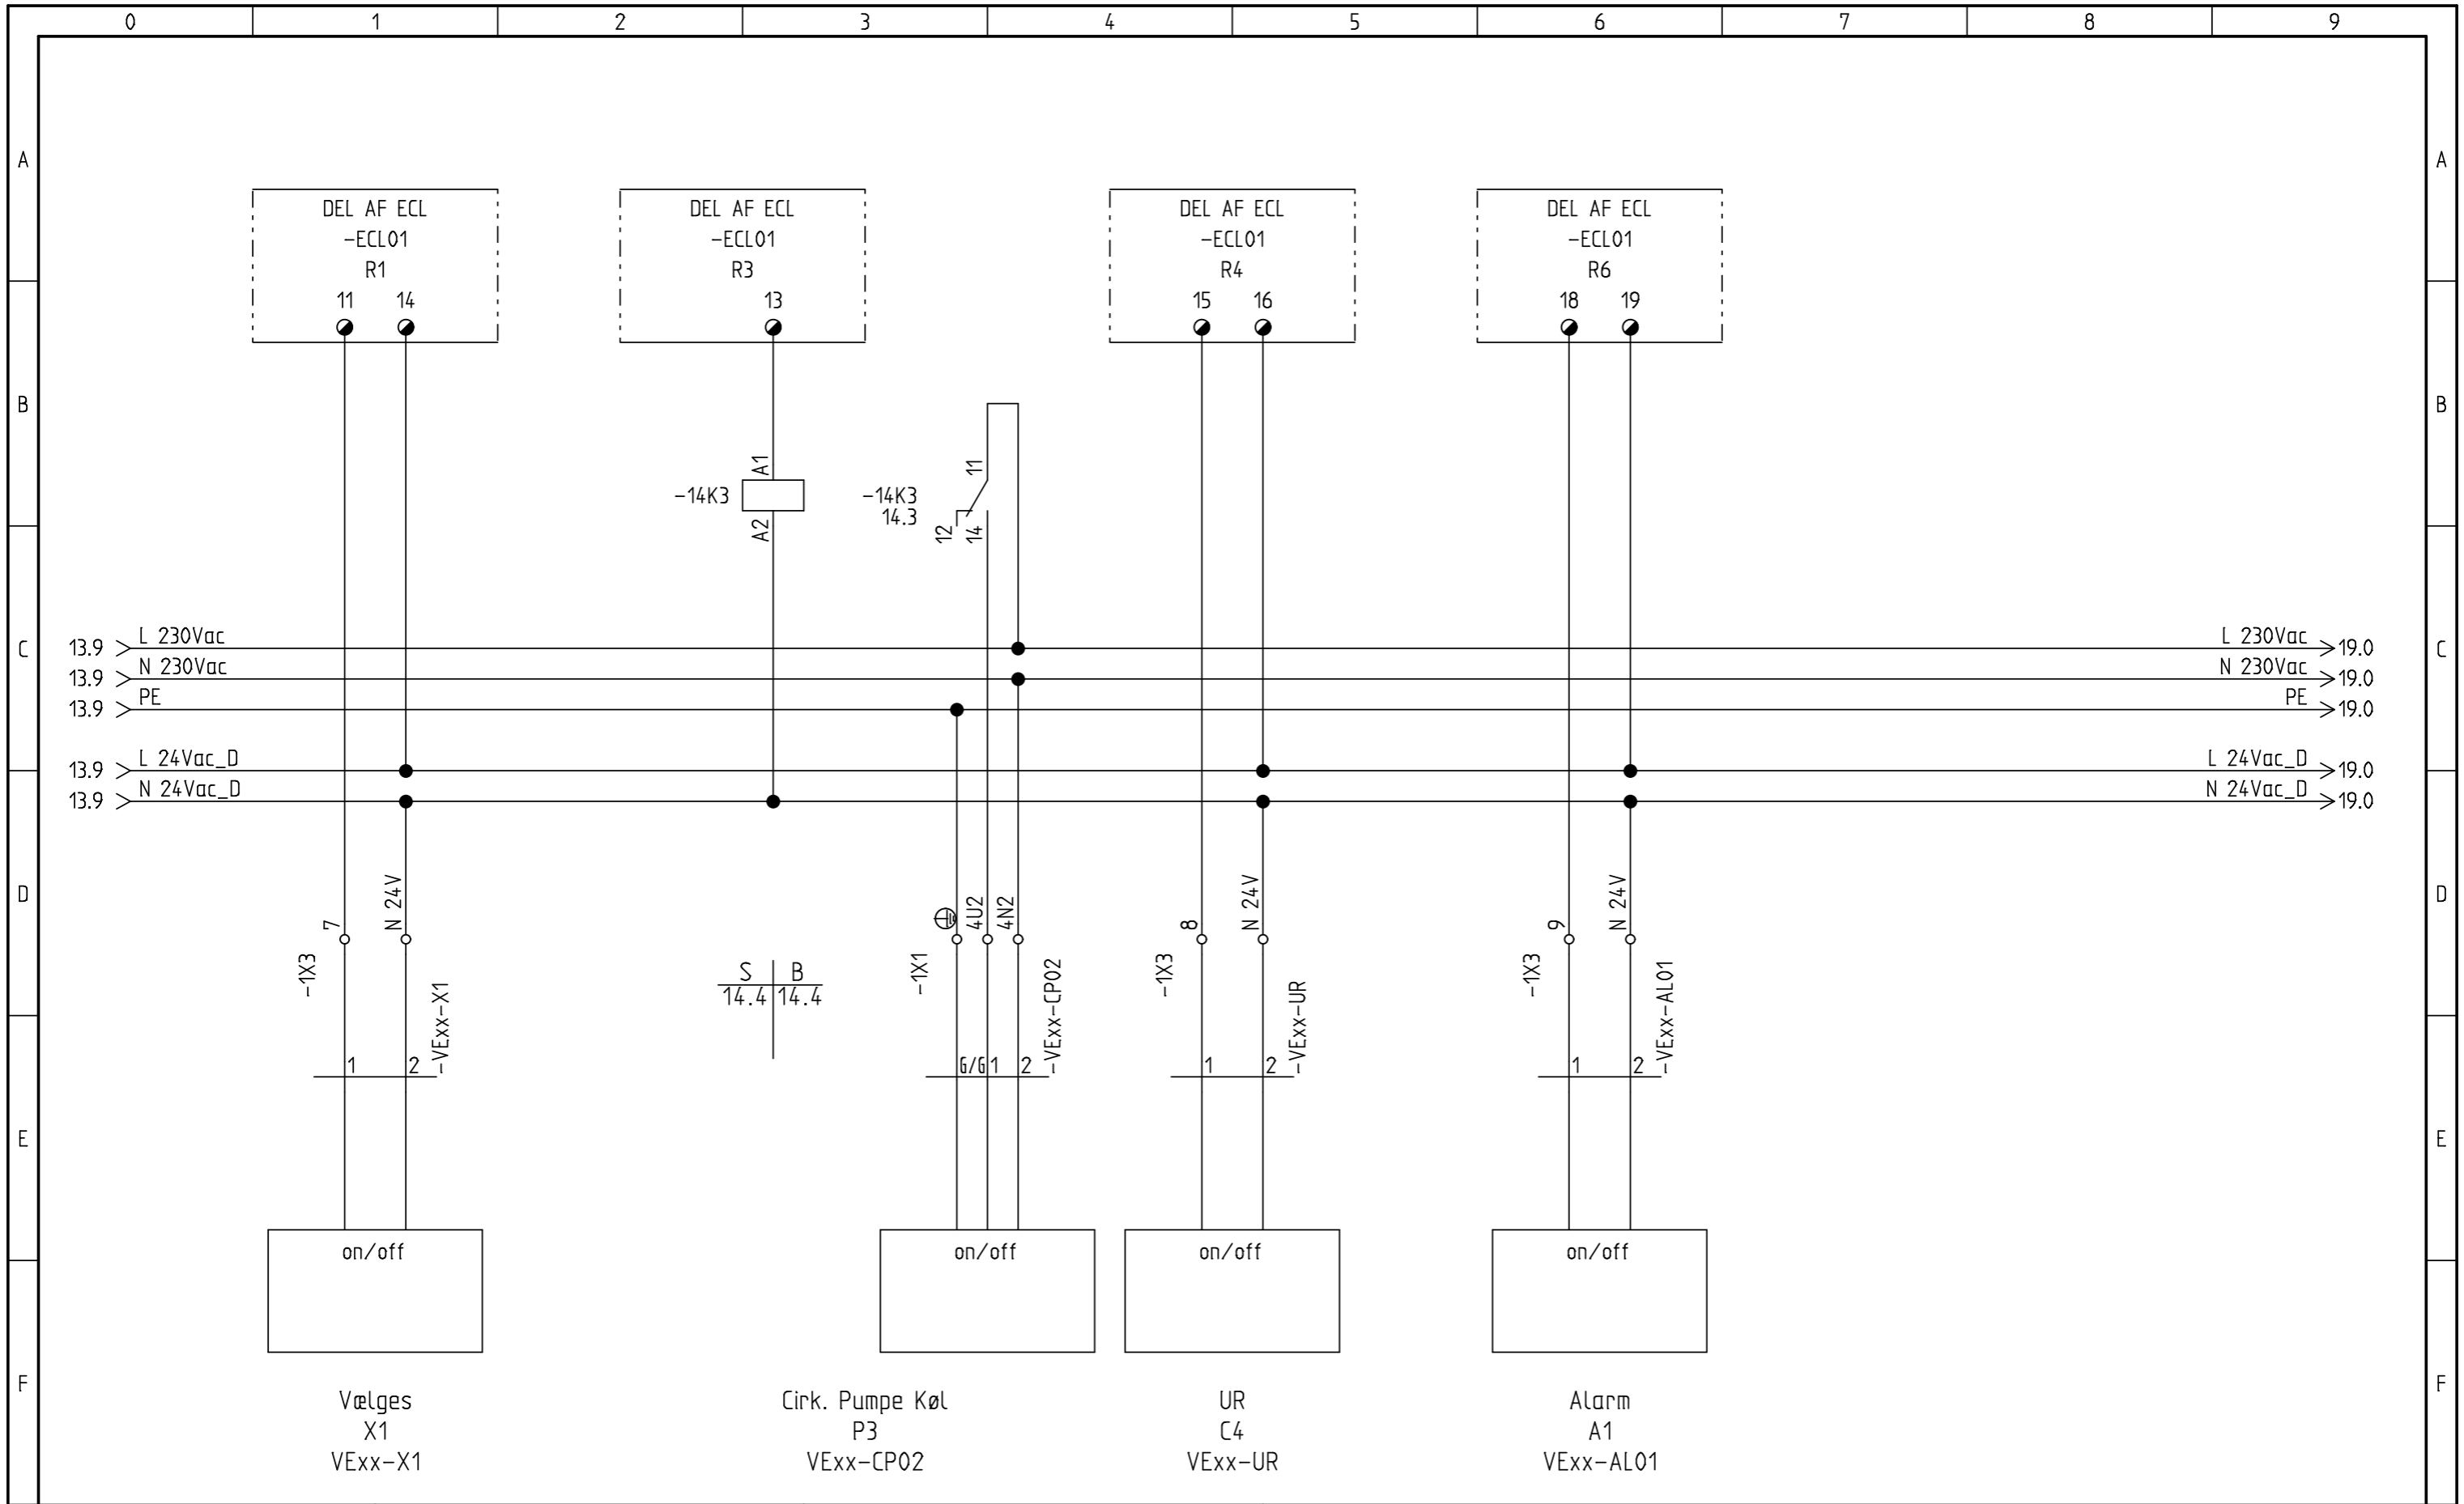 0 1 2 3 4 5 6 7 8 9
A A
DEL AF ECL DEL AF ECL DEL AF ECL DEL AF ECL
-ECL01 -ECL01 -ECL01 -ECL01
R1 R3 R4 R6
11 14 13 15 16 18 19
B B
A1 11
-14K3 -14K3
14.3
A2 12 14
L 230Vac L 230Vac
C 13.9 19.0 C
N 230Vac N 230Vac
13.9 19.0
PE PE
13.9 19.0
L 24Vac_D L 24Vac_D
13.9 19.0
N 24Vac_D N 24Vac_D
13.9 19.0
D D
7 N 24V 4U2 4N2 8 N 24V 9 N 24V
-1X3 -1X1 -1X3 -1X3
S B
14.4 14.4
-VExx-X1 -VExx-CP02 -VExx-UR -VExx-AL01
1 2 G/G 1 2 1 2 1 2
E E
on/off on/off on/off on/off
F F
Vælges Cirk. Pumpe Køl UR Alarm
X1 P3 C4 A1
VExx-X1 VExx-CP02 VExx-UR VExx-AL01